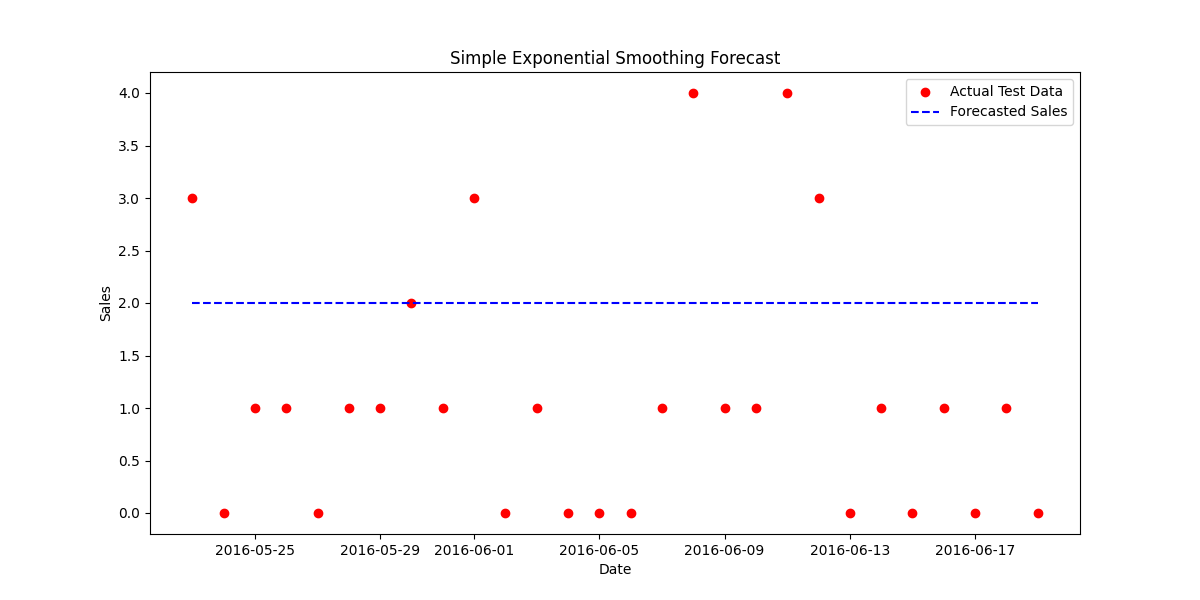 Simple Exponential Smoothing Forecast
Actual Test Data
Forecasted Sales
4.0
3.5
3.0
2.5
2.0
1.5
1.0
0.5
0.0
Sales
2016-05-25 2016-05-29 2016-06-01 2016-06-05 2016-06-09 2016-06-13 2016-06-17
Date